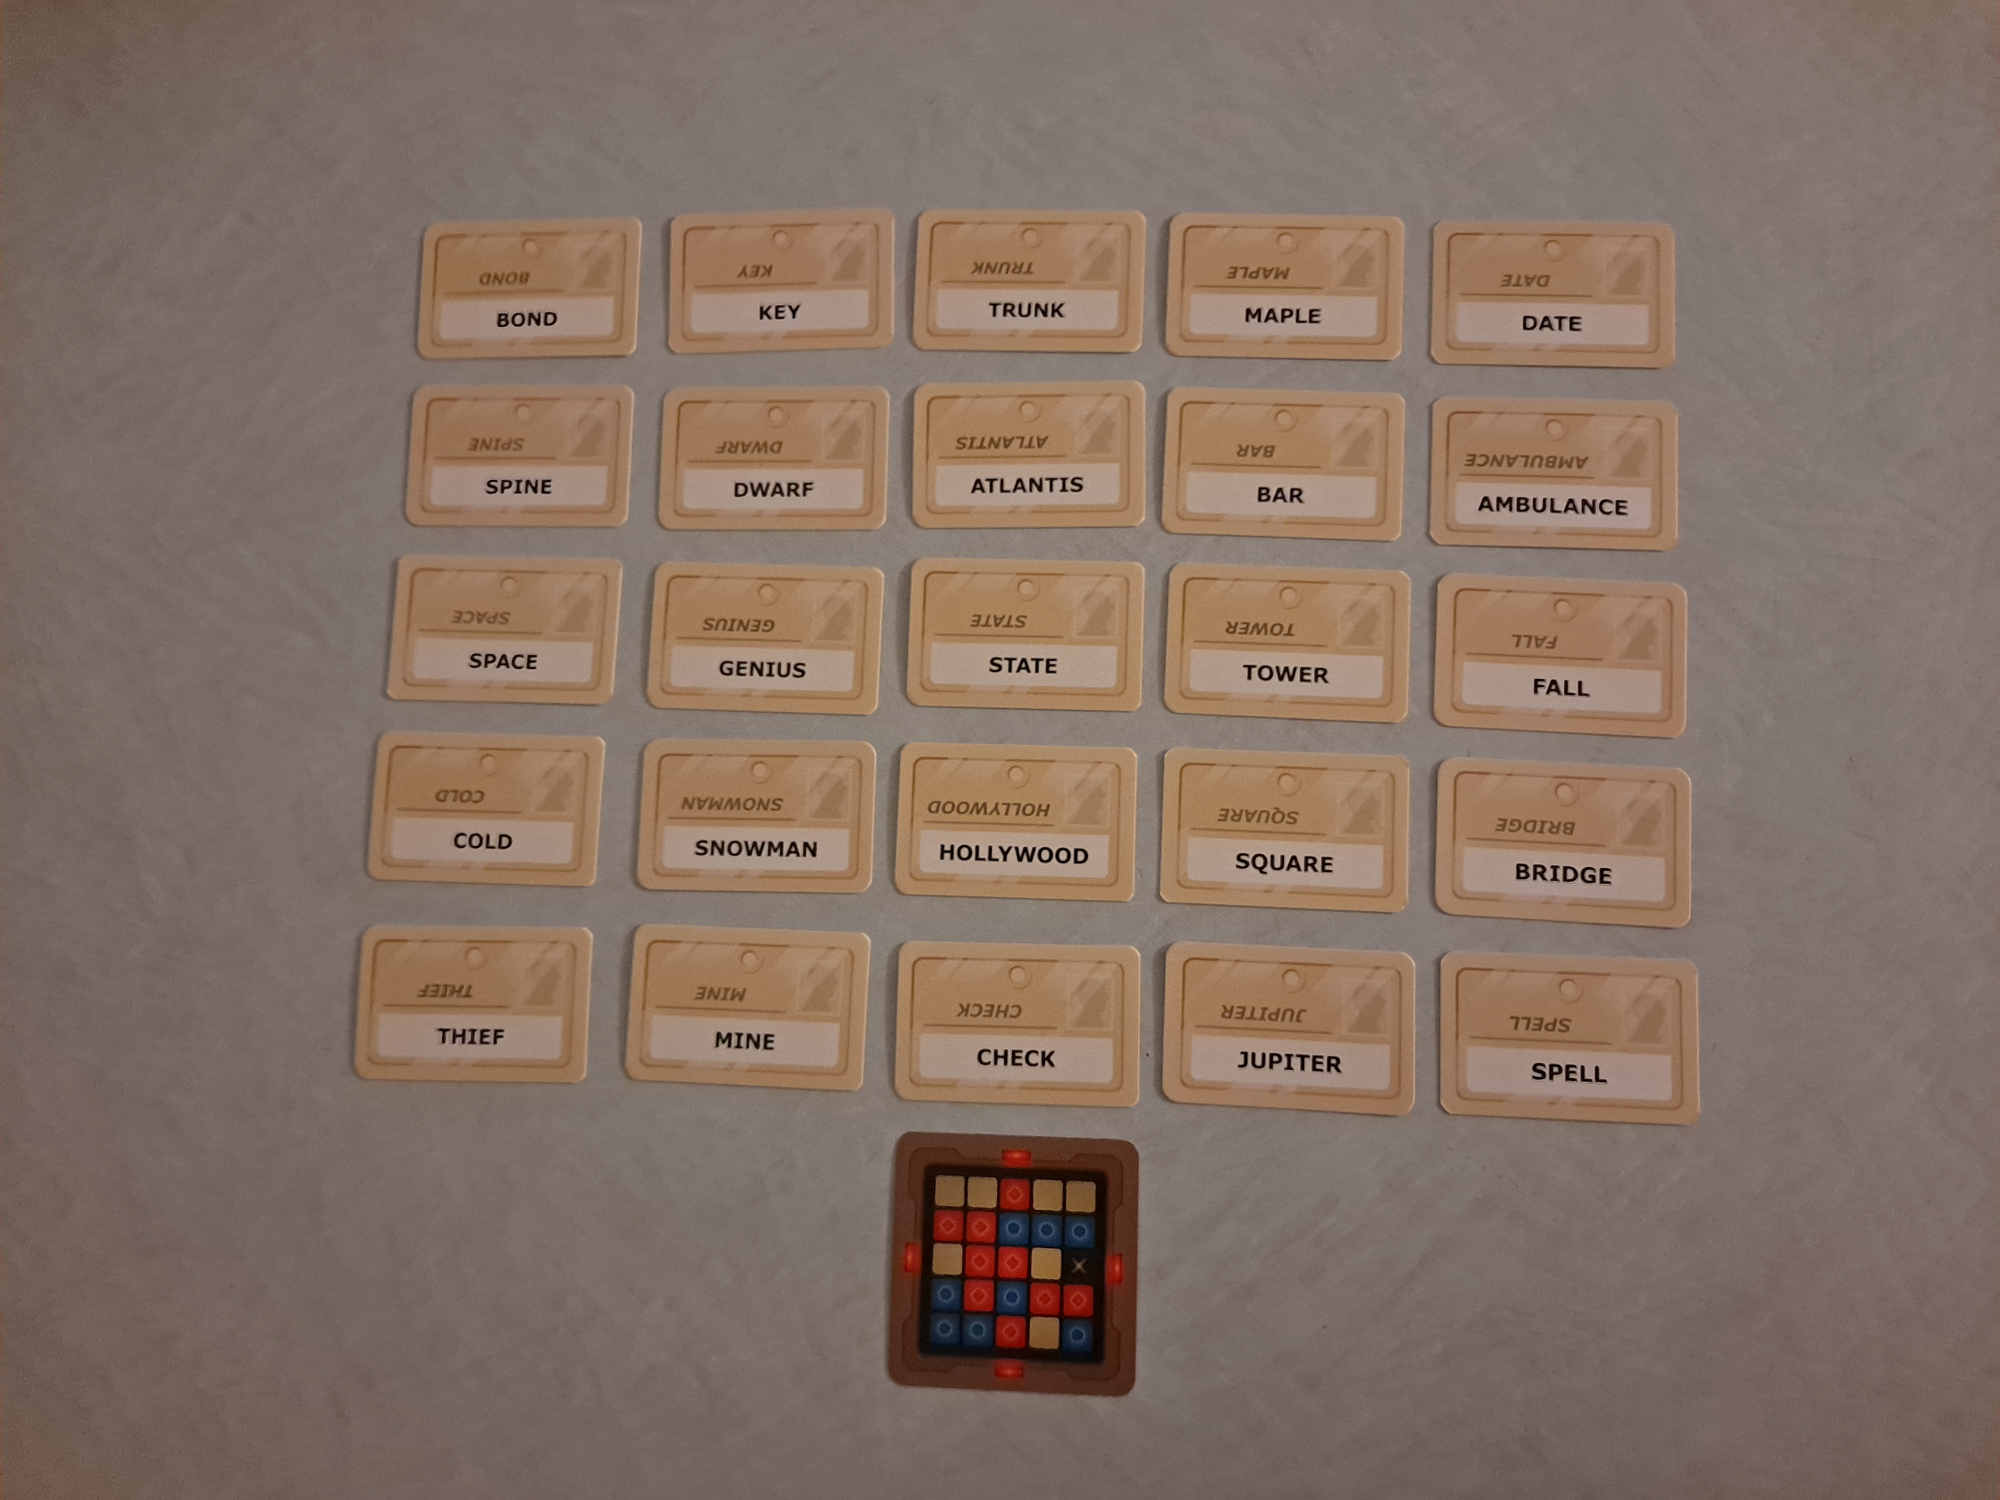 BOND
BOND
KEY
KEY
TRUNK
TRUNK
MAPLE
MAPLE
DATE
DATE
SPINE
SPINE
DWARF
DWARF
ATLANTIS
ATLANTIS
BAR
BAR
AMBULANCE
AMBULANCE
SPACE
SPACE
GENIUS
GENIUS
STATE
STATE
TOWER
TOWER
FALL
FALL
COLD
COLD
SNOWMAN
SNOWMAN
HOLLYWOOD
HOLLYWOOD
SQUARE
SQUARE
BRIDGE
BRIDGE
THIEF
THIEF
MINE
MINE
CHECK
CHECK
JUPITER
JUPITER
SPELL
SPELL